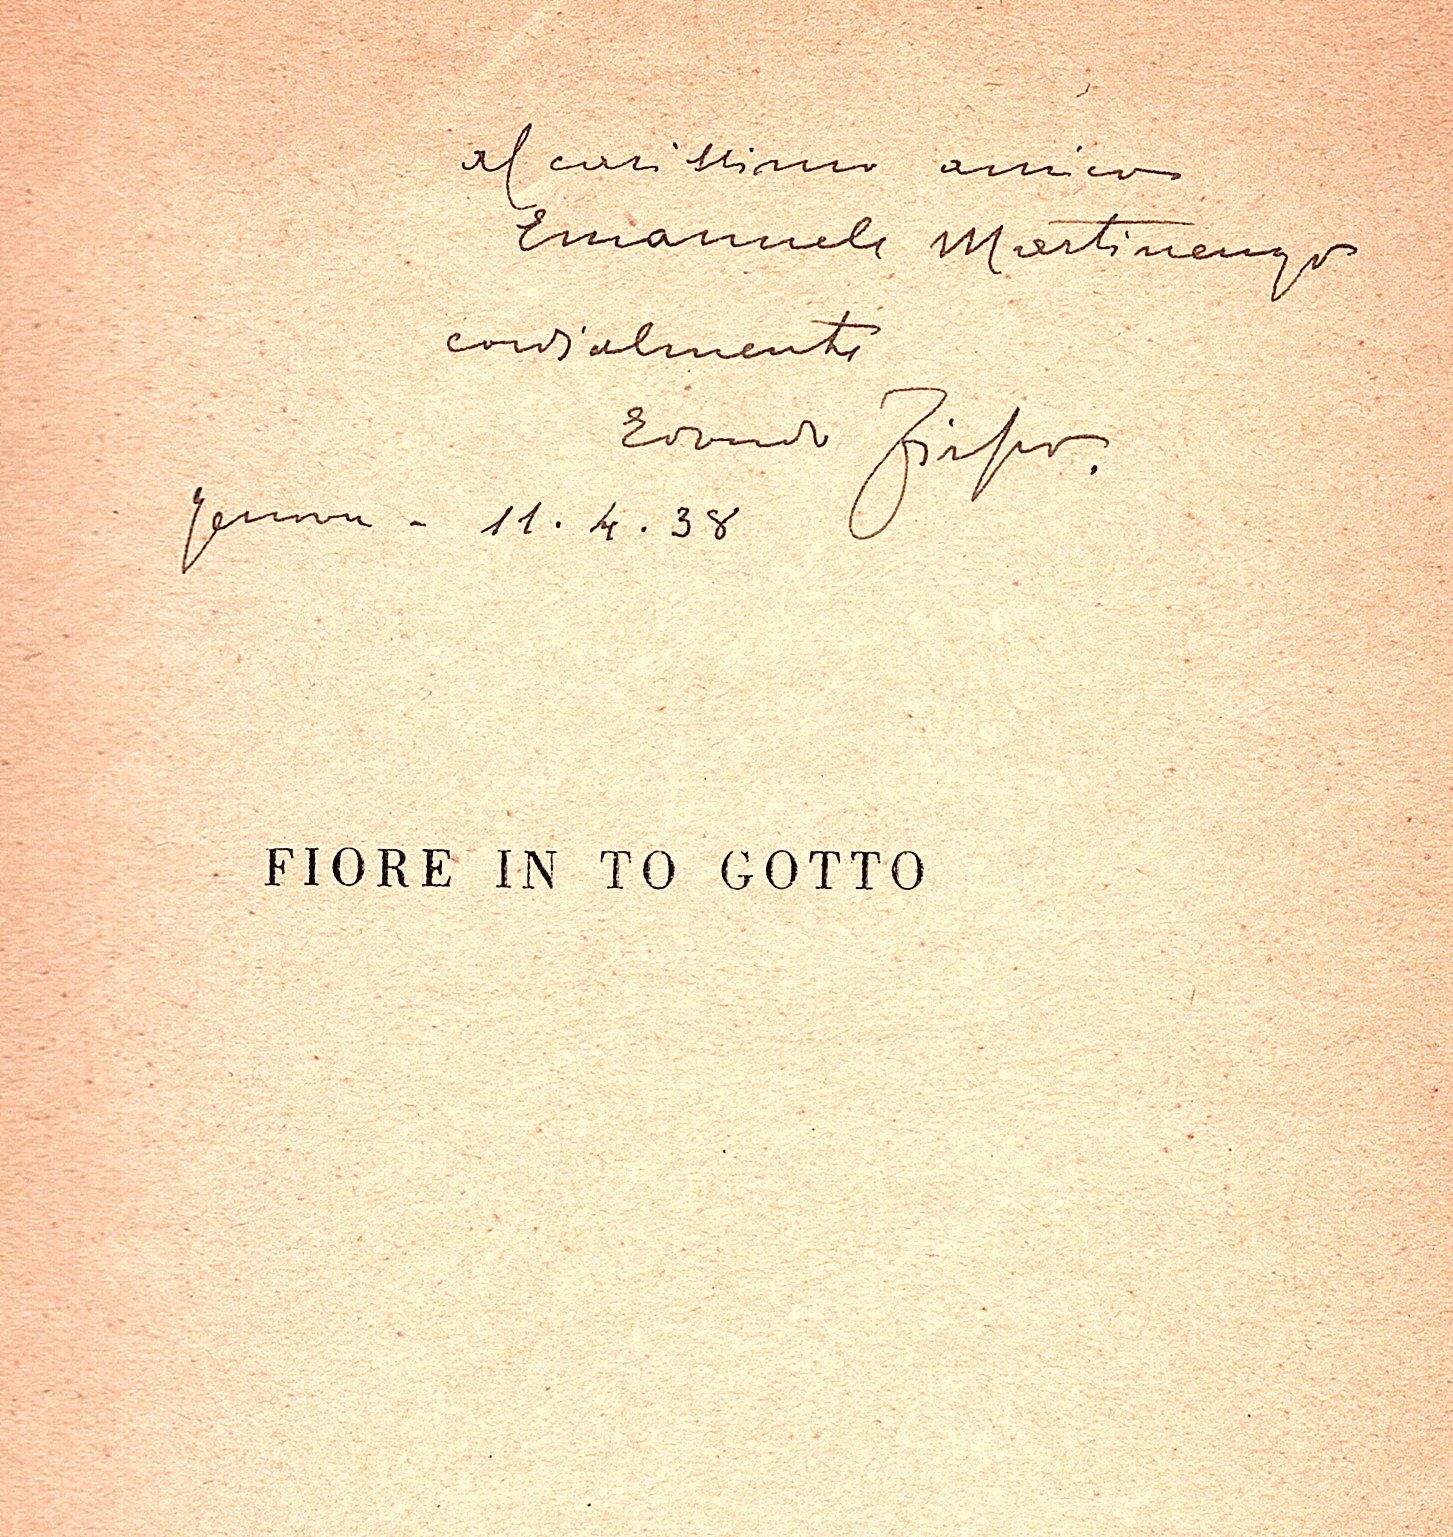 al carissimo amico
Emanuele Martinengo
cordialmente
Edoardo Firpo.
Genova - 11.4.38
FIORE IN TO GOTTO